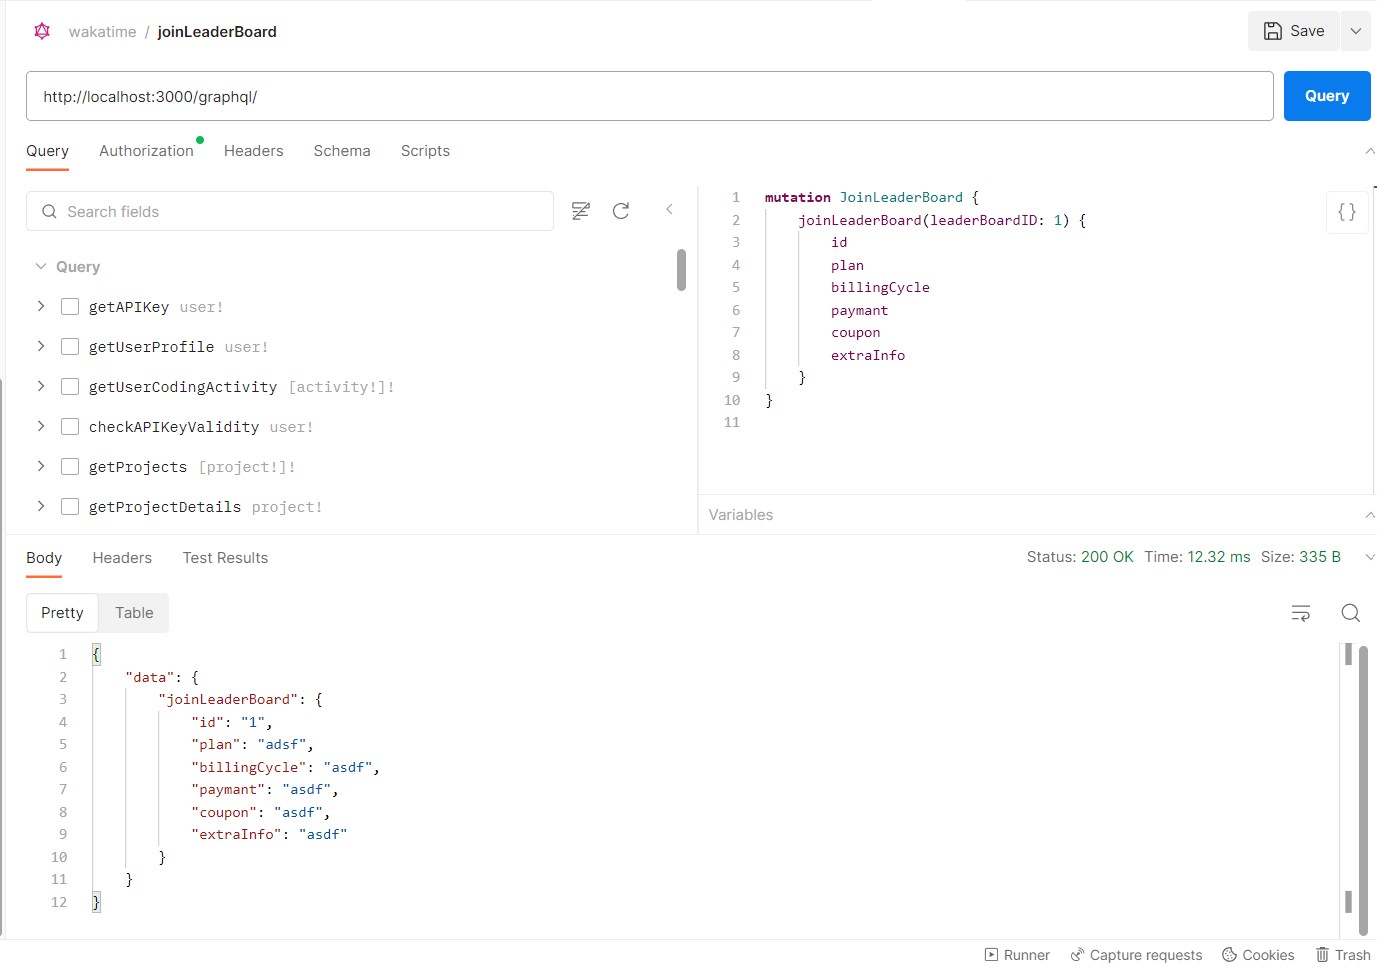 wakatime / joinLeaderBoard
Save
http://localhost:3000/graphql/
Query
Query Authorization Headers Schema Scripts
Search fields
Query
getAPIKey user!
getUserProfile user!
getUserCodingActivity [activity!]!
checkAPIKeyValidity user!
getProjects [project!]!
getProjectDetails project!
1 mutation JoinLeaderBoard {
2 joinLeaderBoard(leaderBoardID: 1) {
3 id
4 plan
5 billingCycle
6 paymant
7 coupon
8 extraInfo
9 }
10 }
11
{}
Variables
Body Headers Test Results
Status: 200 OK Time: 12.32 ms Size: 335 B
Pretty Table
1 {
2 "data": {
3 "joinLeaderBoard": {
4 "id": "1",
5 "plan": "adsf",
6 "billingCycle": "asdf",
7 "paymant": "asdf",
8 "coupon": "asdf",
9 "extraInfo": "asdf"
10 }
11 }
12 }
Runner Capture requests Cookies Trash